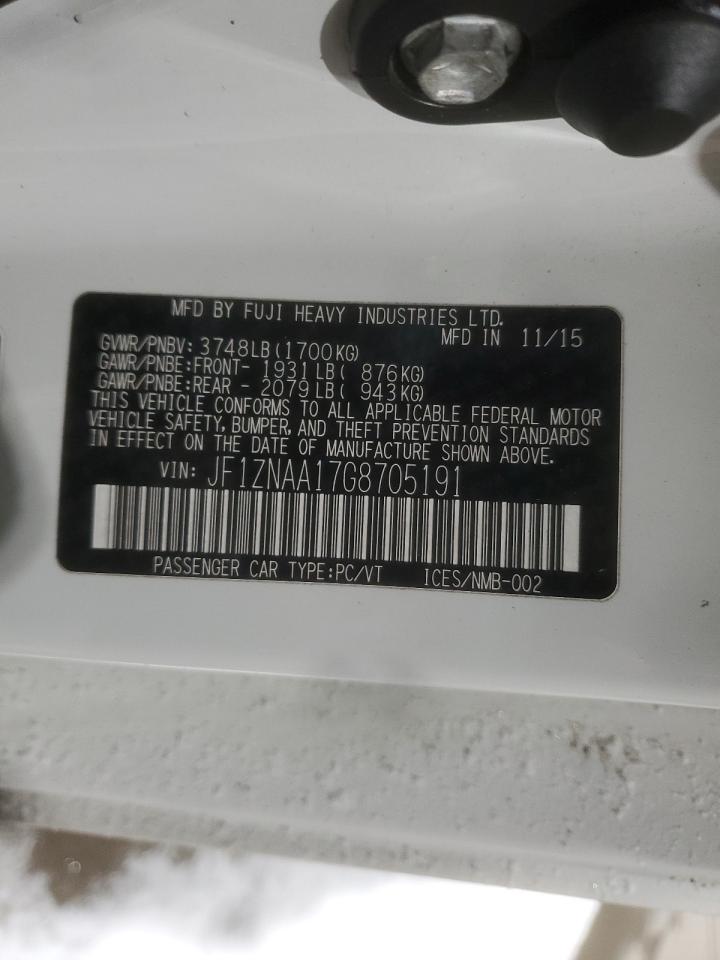 MFD BY FUJI HEAVY INDUSTRIES LTD.
MFD IN 11/15
GVWR/PNBV: 3748LB(1700KG)
GAWR/PNBE:FRONT- 1931LB( 876KG)
GAWR/PNBE:REAR - 2079LB( 943KG)
THIS VEHICLE CONFORMS TO ALL APPLICABLE FEDERAL MOTOR
VEHICLE SAFETY, BUMPER, AND THEFT PREVENTION STANDARDS
IN EFFECT ON THE DATE OF MANUFACTURE SHOWN ABOVE.
VIN: JF1ZNAA17G8705191
PASSENGER CAR TYPE:PC/VT ICES/NMB-002